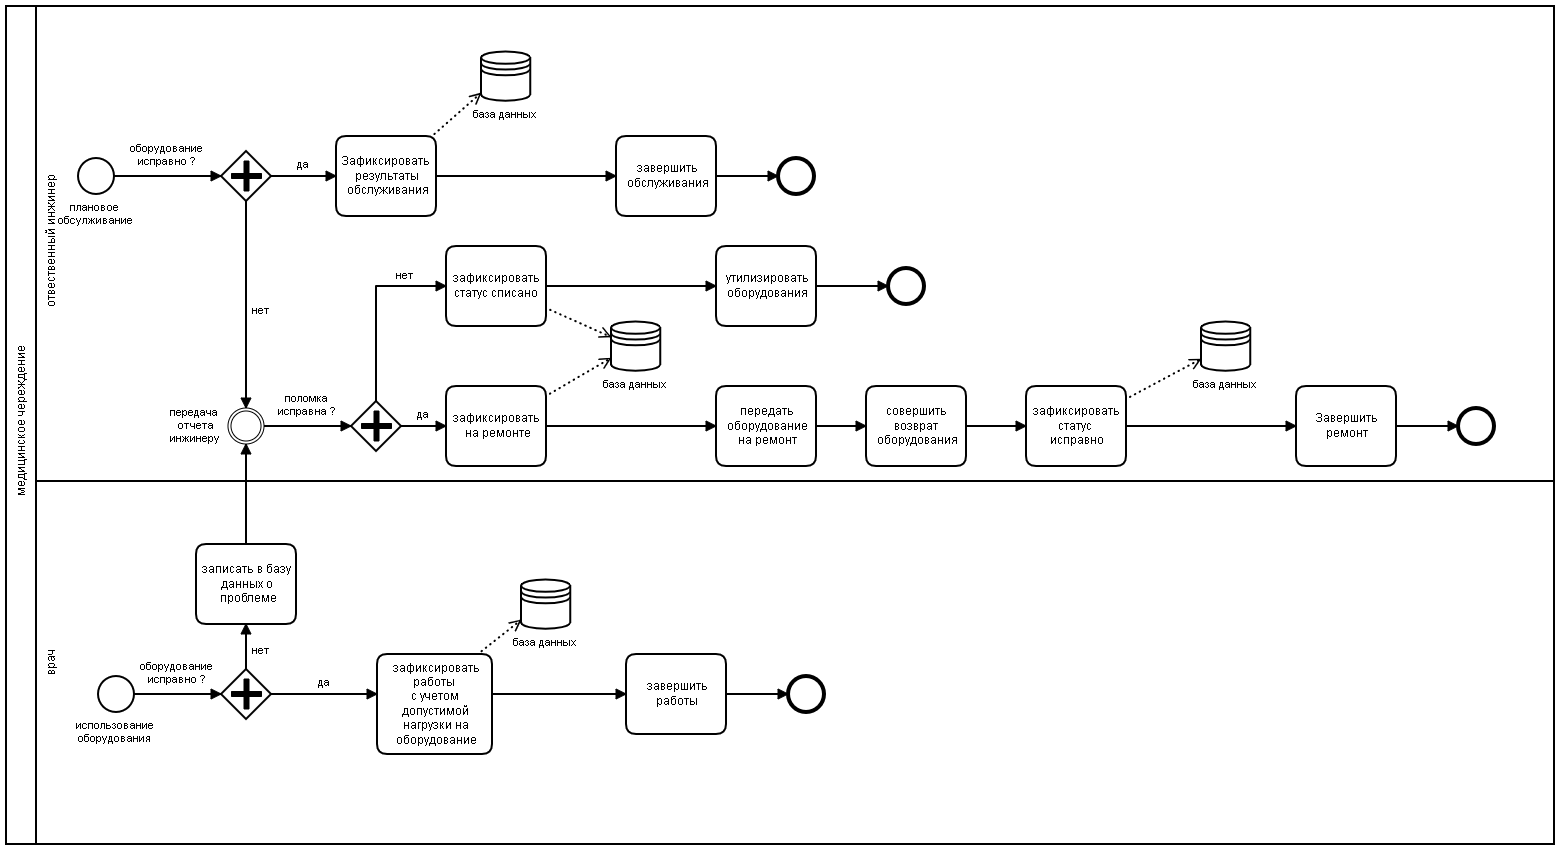 медицинское череждение
отвественный инжинер
плановое
обсулживание
оборудование
исправно ?
да
Зафиксировать
результаты
обслуживания
база данных
завершить
обслуживания
нет
передача
отчета
инжинеру
поломка
исправна ?
нет
зафиксировать
статус списано
утилизировать
оборудования
база данных
да
зафиксировать
на ремонте
передать
оборудование
на ремонт
совершить
возврат
оборудования
зафиксировать
статус
исправно
база данных
Завершить
ремонт
врач
записать в базу
данных о
проблеме
нет
использование
оборудования
оборудование
исправно ?
да
зафиксировать
работы
с учетом
допустимой
нагрузки на
оборудование
база данных
завершить
работы